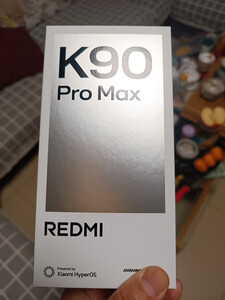 K90
Pro Max
REDMI
Powered by
Xiaomi HyperOS